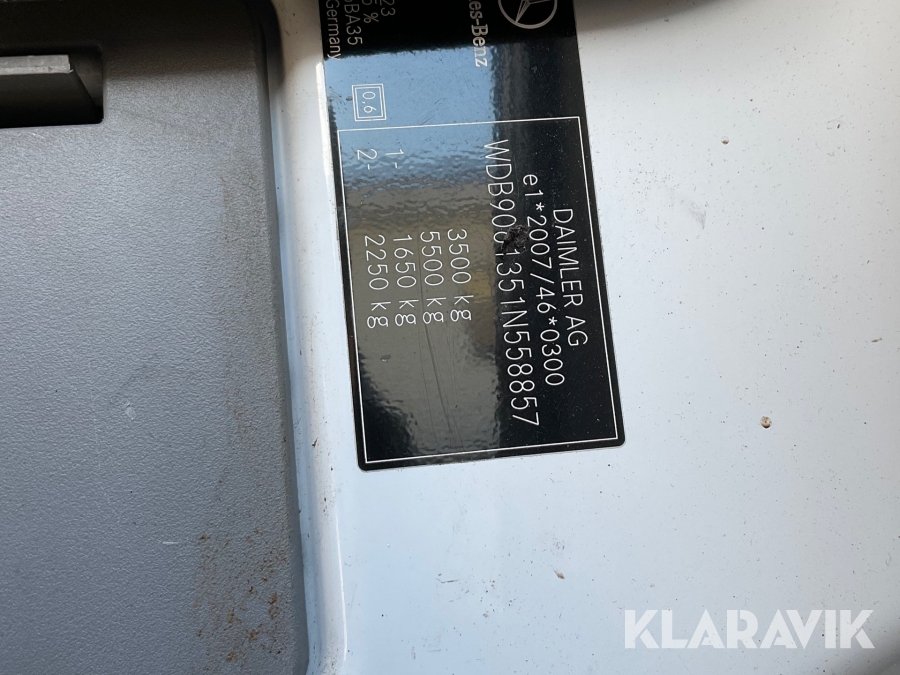 es-Benz
23
5 %
BA35
Germany
0.6
DAIMLER AG
e1*2007/46*0300
3500 kg
5500 kg
1- 1650 kg
2- 2250 kg
KLARAVIK